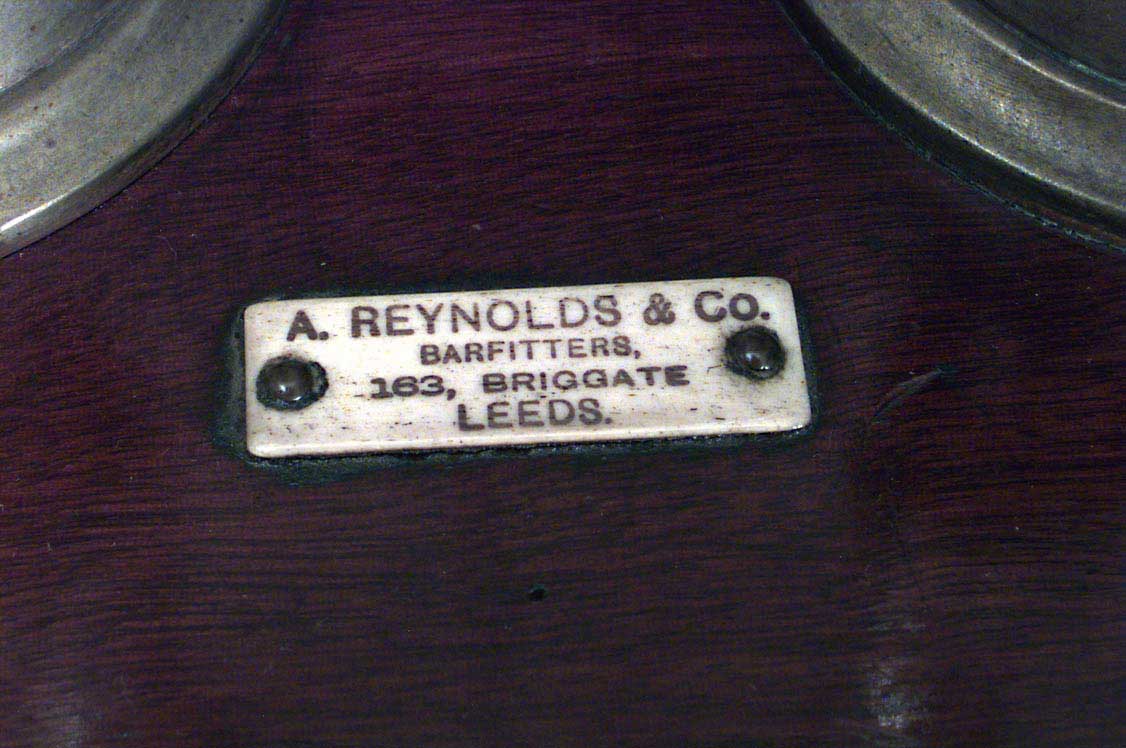 A. REYNOLDS & Co.
BARFITTERS,
163, BRIGGATE
LEEDS.